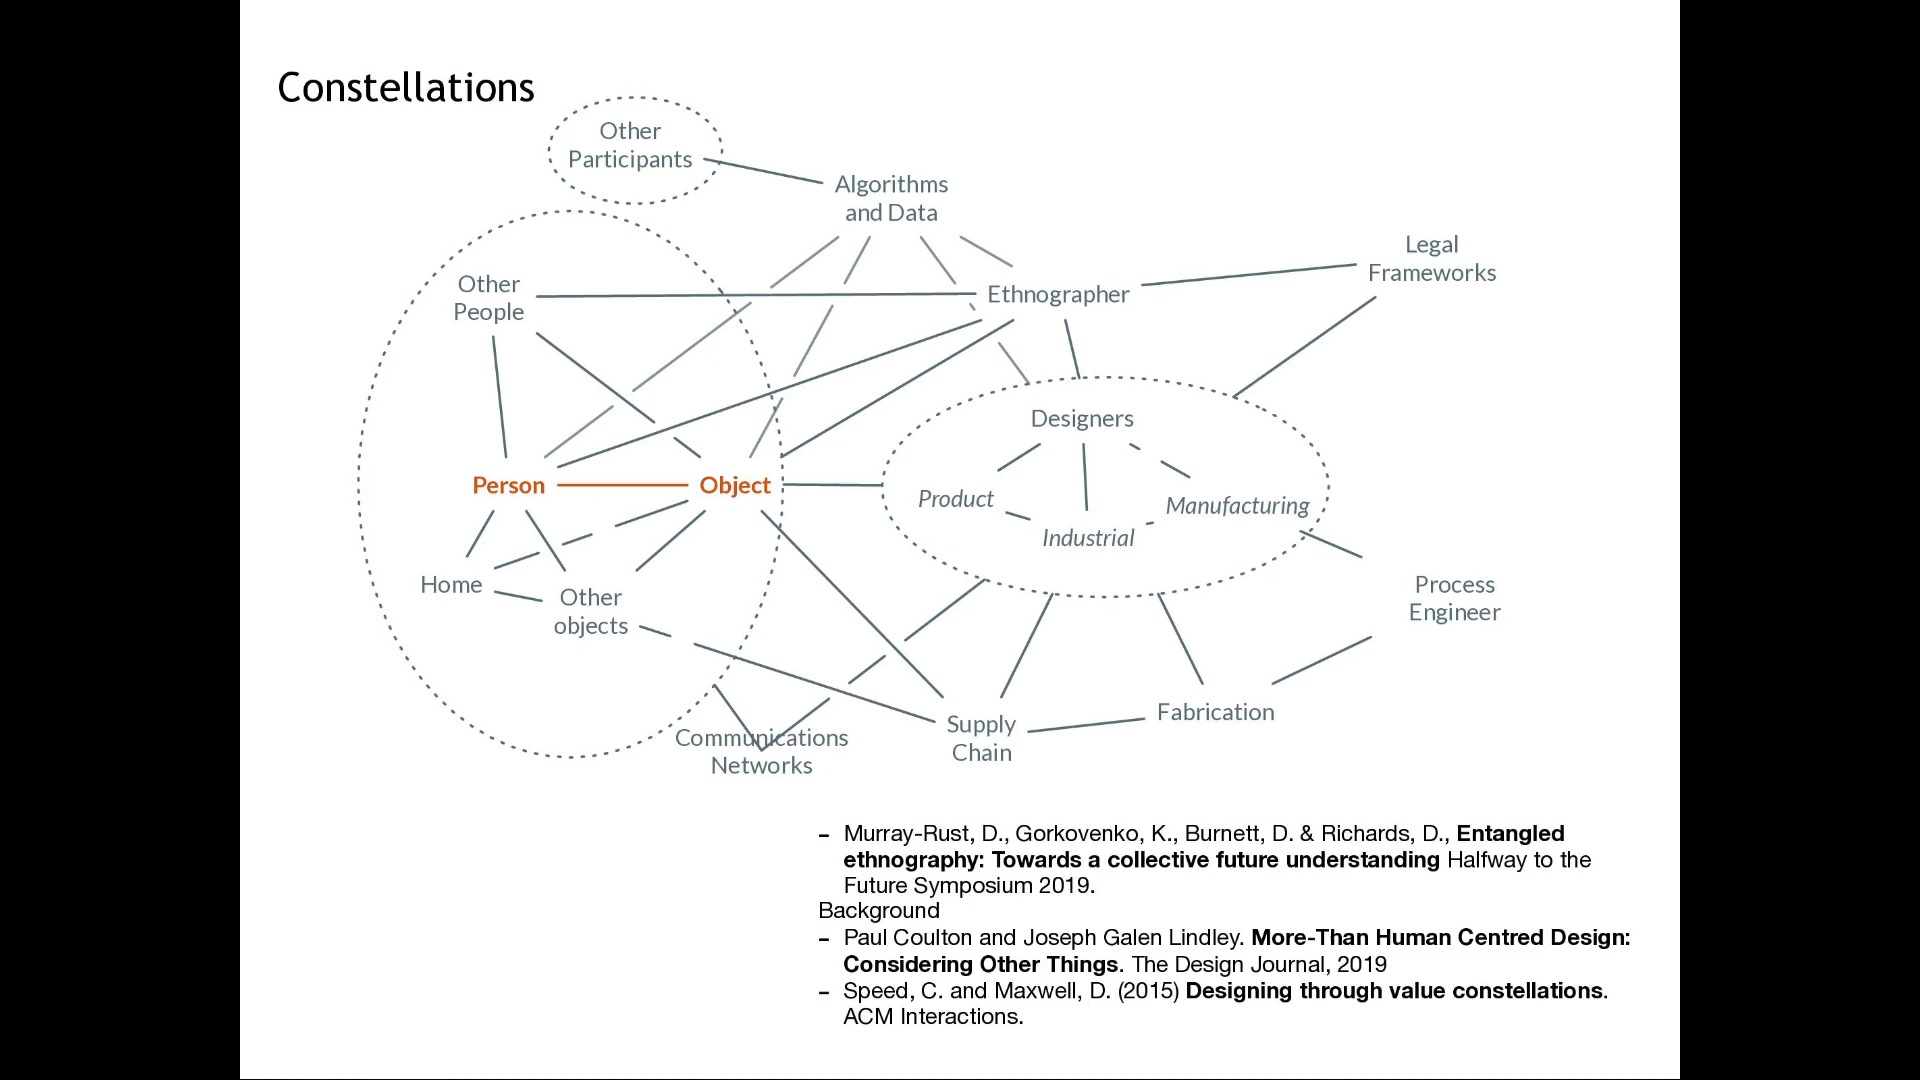 Constellations
Other
Participants
Algorithms
and Data
Legal
Frameworks
Other
People
Ethnographer
Designers
Person
Object
Product
Manufacturing
Industrial
Home
Other
objects
Process
Engineer
Communications
Networks
Supply
Chain
Fabrication
– Murray-Rust, D., Gorkovenko, K., Burnett, D. & Richards, D., Entangled
ethnography: Towards a collective future understanding Halfway to the
Future Symposium 2019.
Background
– Paul Coulton and Joseph Galen Lindley. More-Than Human Centred Design:
Considering Other Things. The Design Journal, 2019
– Speed, C. and Maxwell, D. (2015) Designing through value constellations.
ACM Interactions.